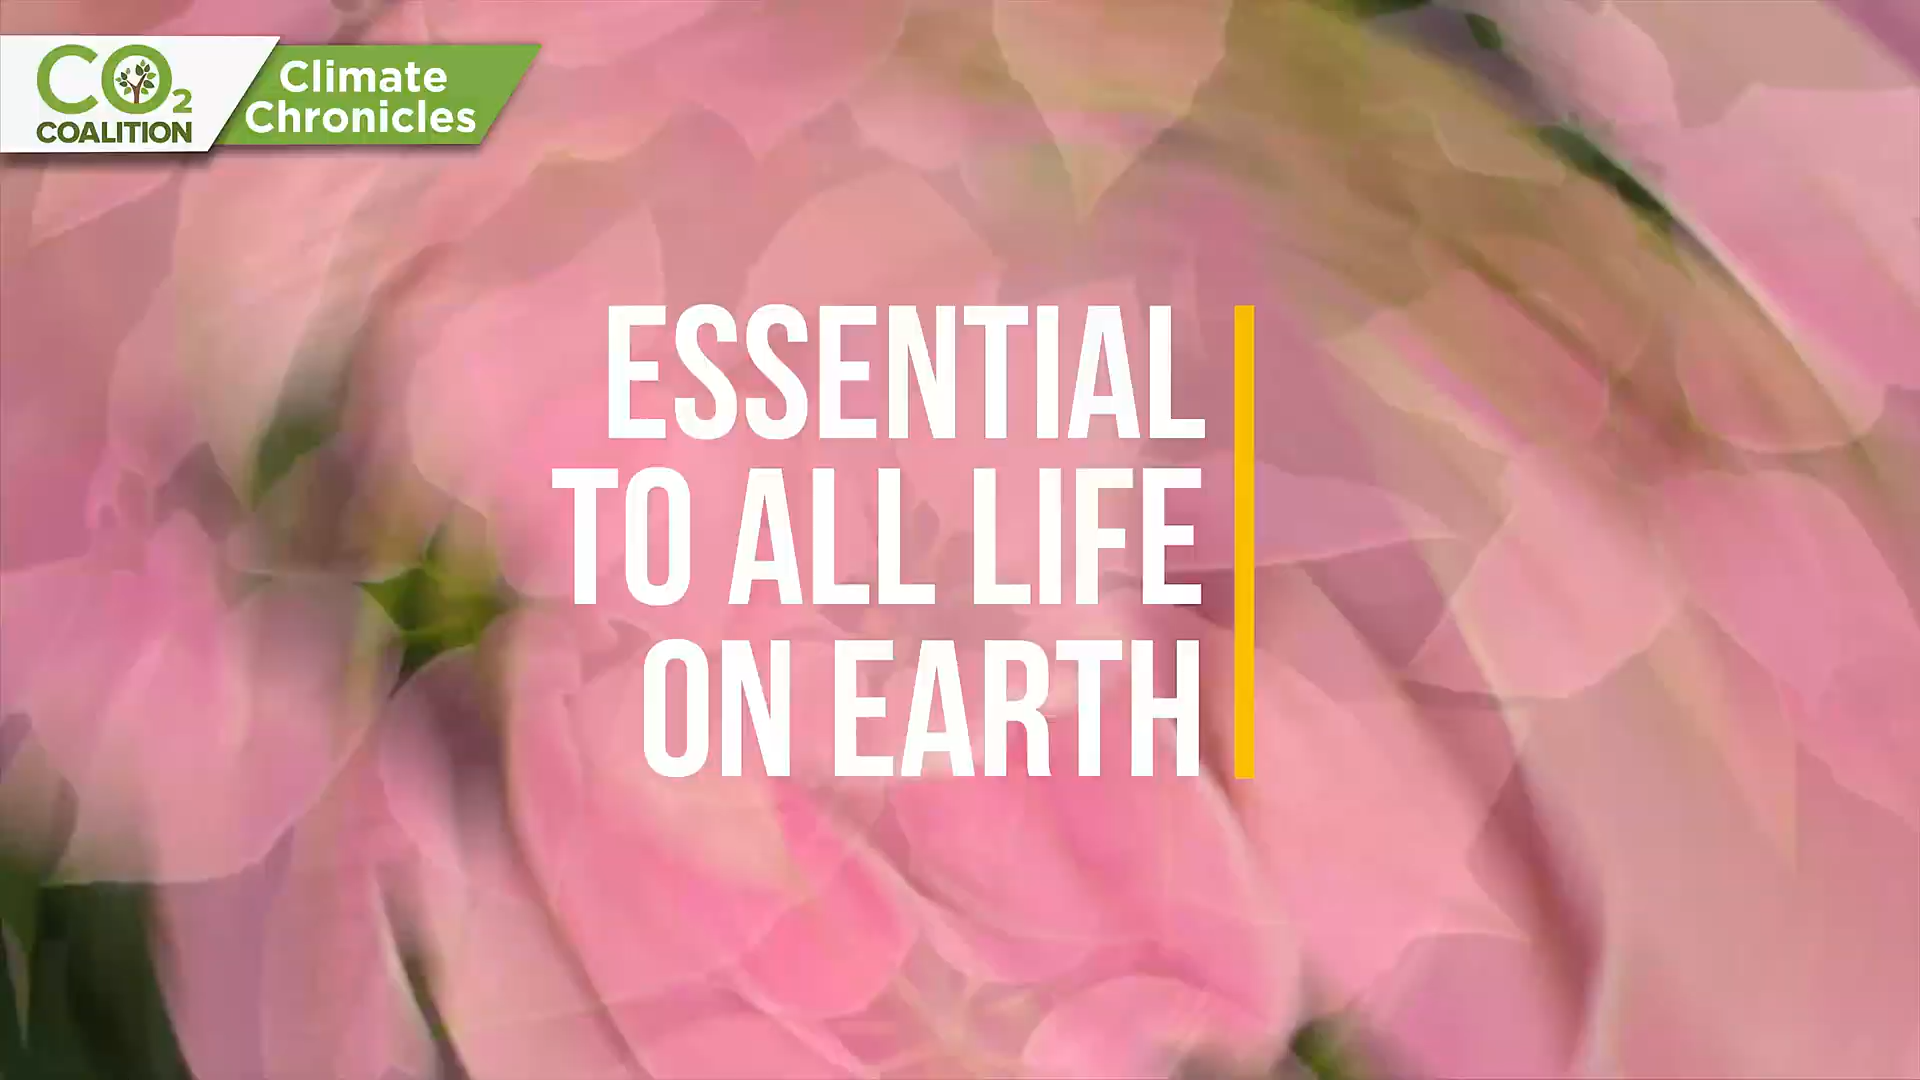 CO2
COALITION
Climate
Chronicles
ESSENTIAL
TO ALL LIFE
ON EARTH